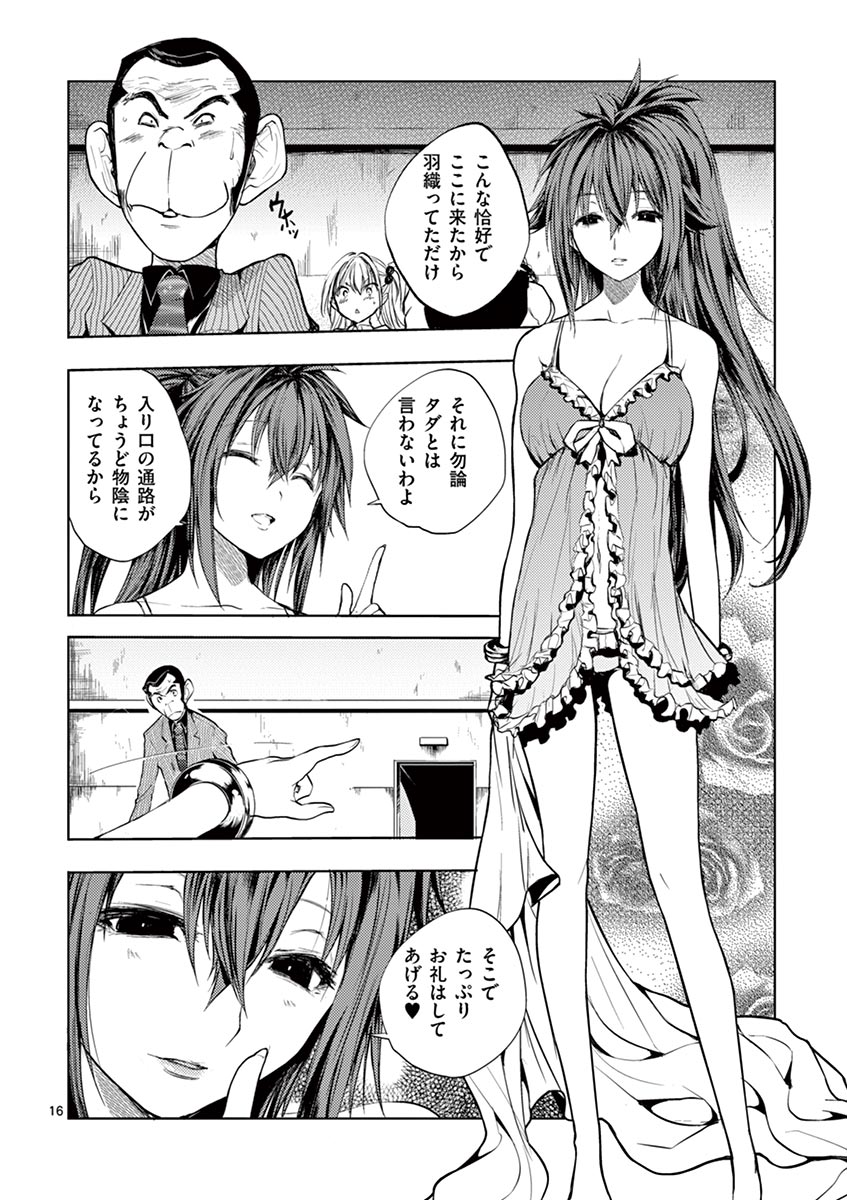 こんな恰好で
ここに来たから
羽織ってただけ
ウホッ
それに勿論
タダとは
言わないわよ
入り口の通路が
ちょうど物陰に
なってるから
そこで
たっぷり
お礼はして
あげる♥
16